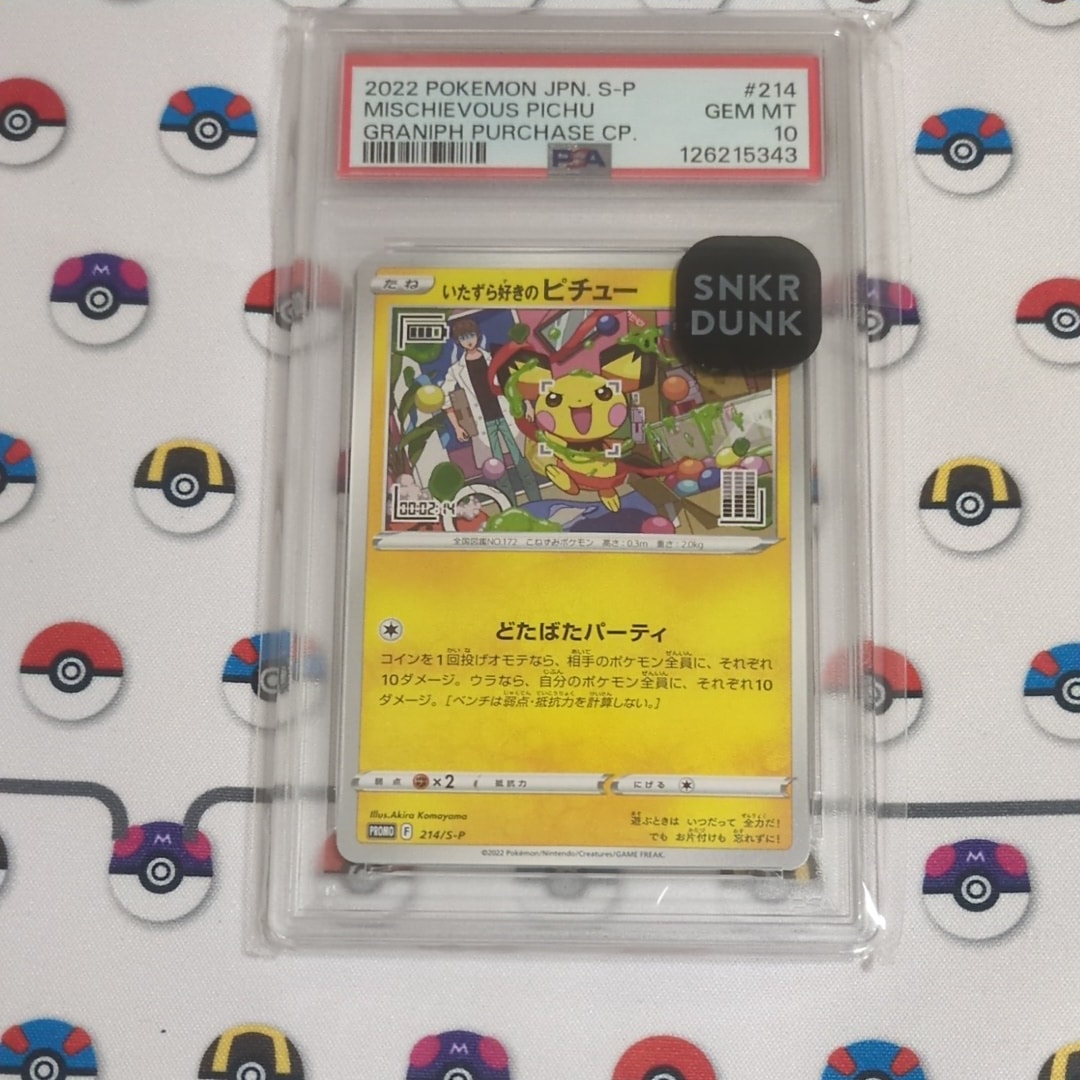 2022 POKEMON JPN. S-P #214
MISCHIEVOUS PICHU GEM MT
GRANIPH PURCHASE CP. 10
PSA 126215343
SNKR
DUNK
たね いたずら好きのピチュー
00:02:14
全国図鑑NO.172 こねずみポケモン 高さ:0.3m 重さ:2.0kg
どたばたパーティ
コインを1回投げオモテなら、相手のポケモン全員に、それぞれ
10ダメージ。ウラなら、自分のポケモン全員に、それぞれ10
ダメージ。[ベンチは弱点・抵抗力を計算しない。]
弱点 ×2 抵抗力 にげる
Illus.Akira Komayama
PROMO F 214/S-P
遊ぶときは いつだって 全力だ!
でも お片付けも 忘れずに!
©2022 Pokémon/Nintendo/Creatures/GAME FREAK.